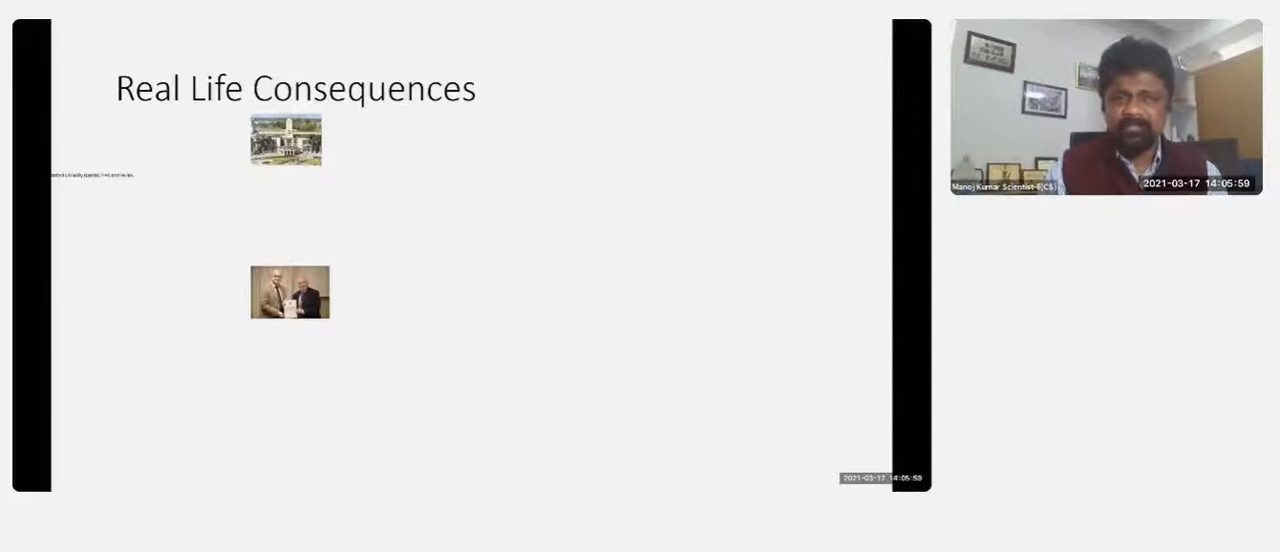 Real Life Consequences
2021-03-17 14:05:59
Manoj Kumar Scientist-E(CS)
2021-03-17 14:05:59